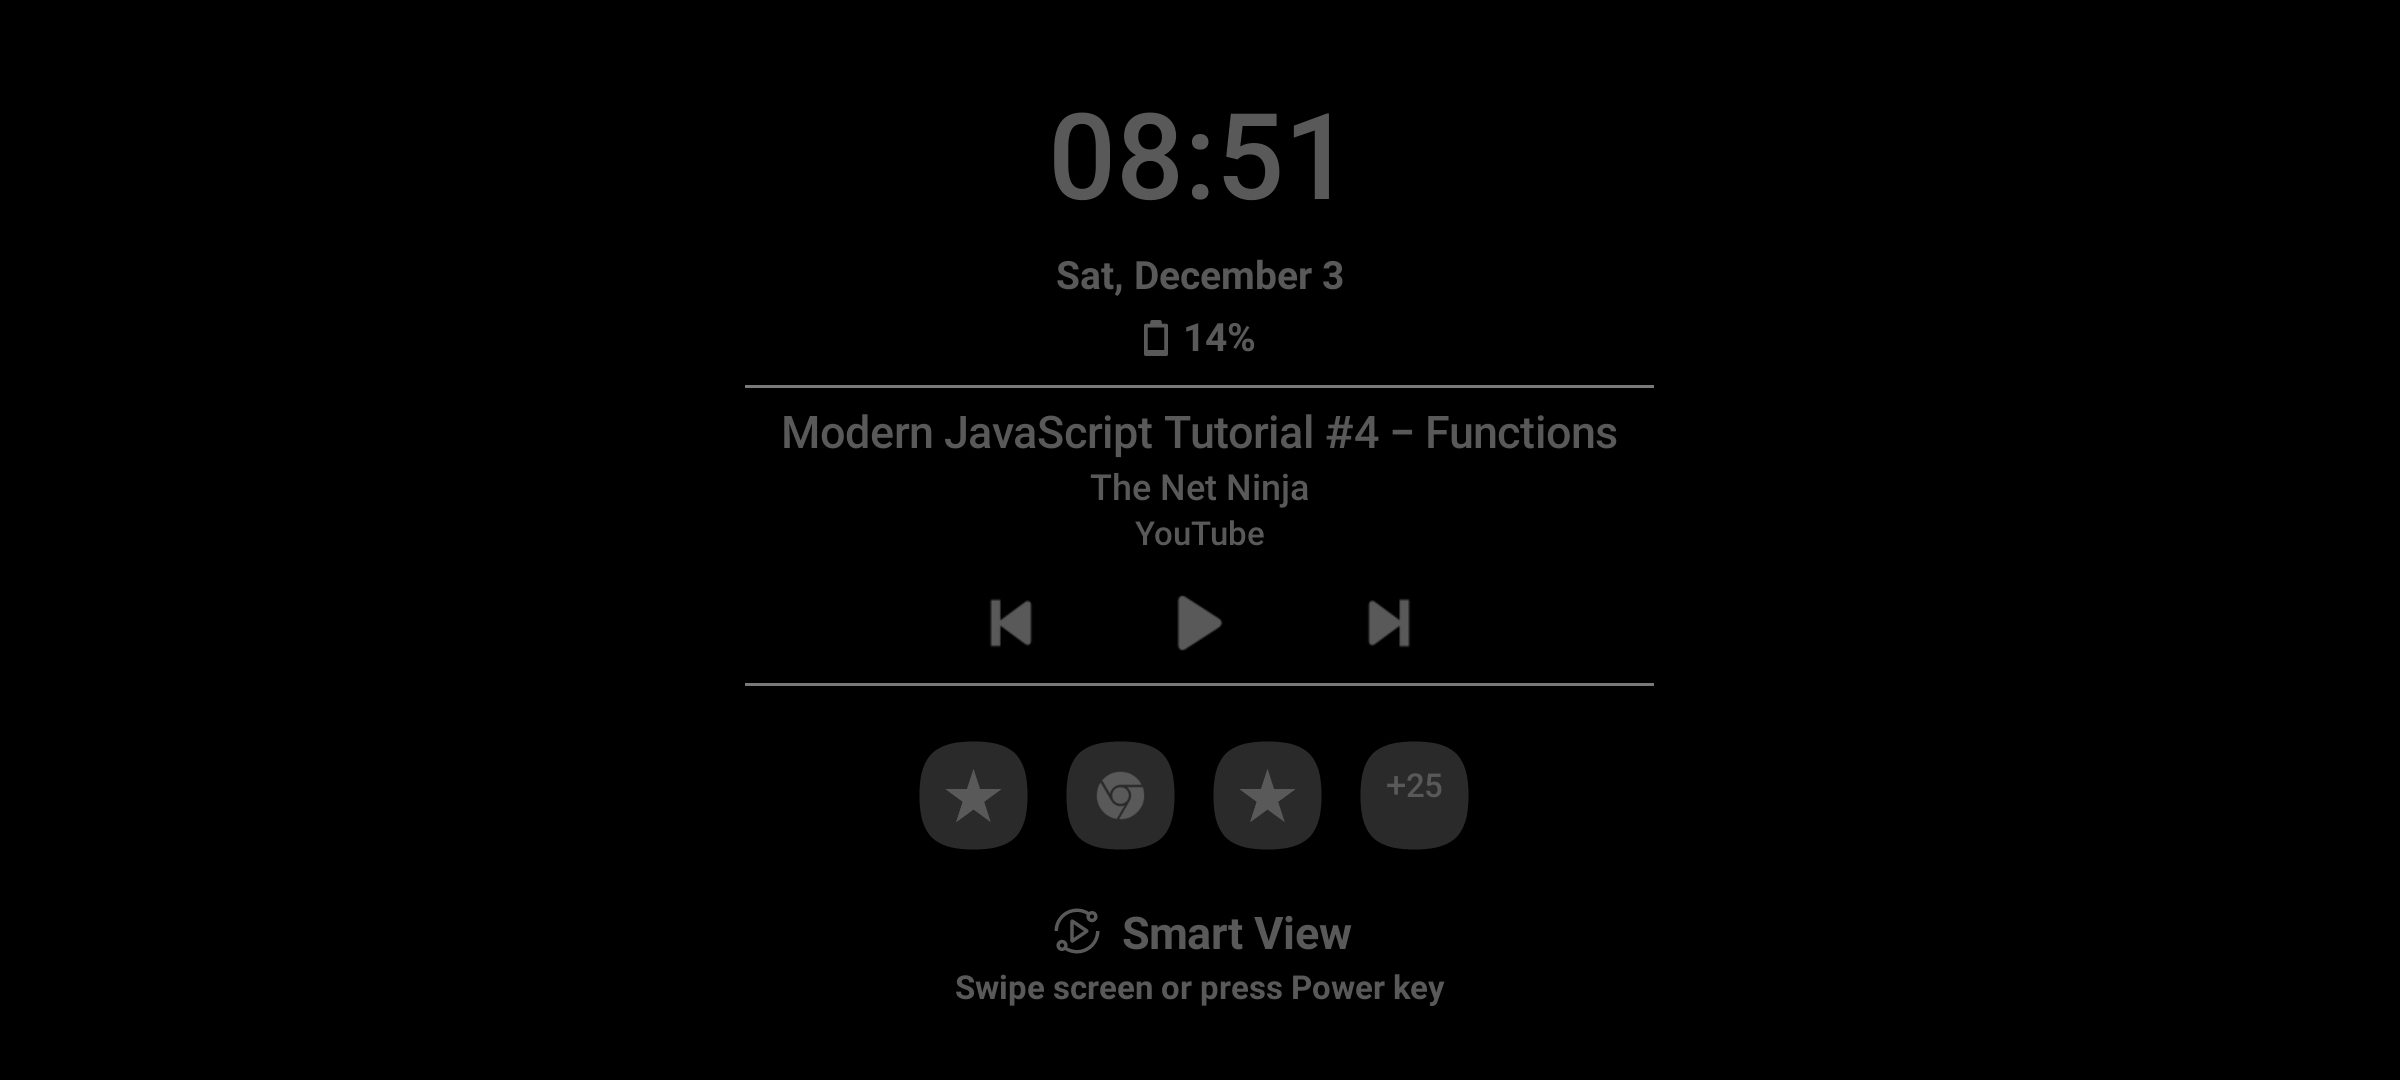 08:51
Sat, December 3
14%
Modern JavaScript Tutorial #4 – Functions
The Net Ninja
YouTube
+25
Smart View
Swipe screen or press Power key